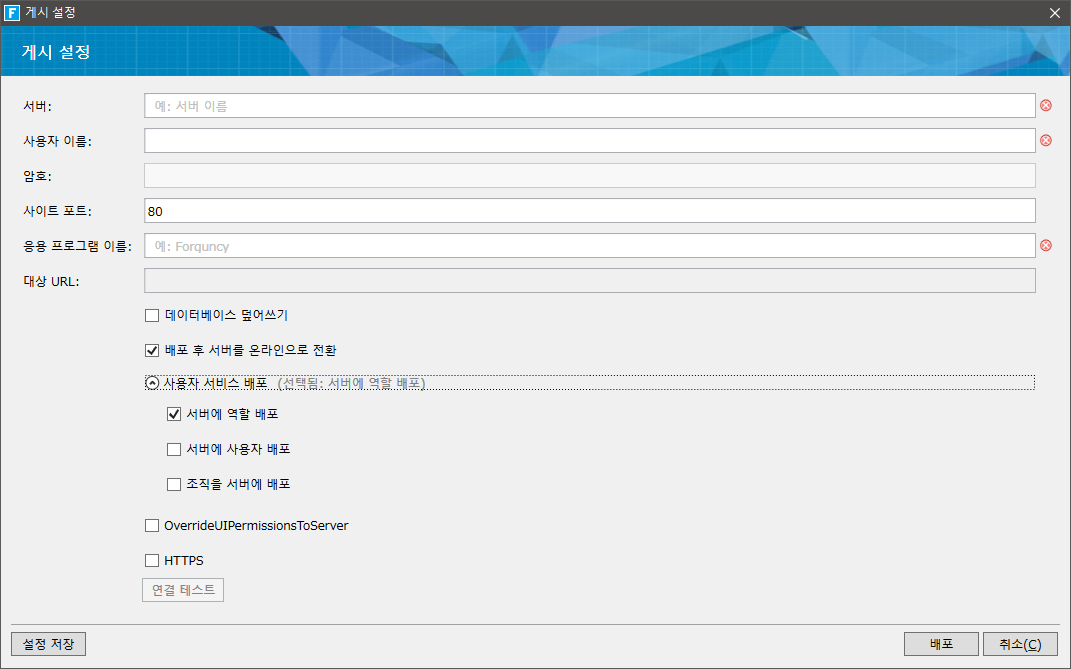 F 게시 설정
게시 설정
서버: 예: 서버 이름
사용자 이름:
암호:
사이트 포트: 80
응용 프로그램 이름: 예: Forguncy
대상 URL:
데이터베이스 덮어쓰기
배포 후 서버를 온라인으로 전환
사용자 서비스 배포 (선택됨: 서버에 역할 배포)
서버에 역할 배포
서버에 사용자 배포
조직을 서버에 배포
OverrideUIPermissionsToServer
HTTPS
연결 테스트
설정 저장 배포 취소(C)